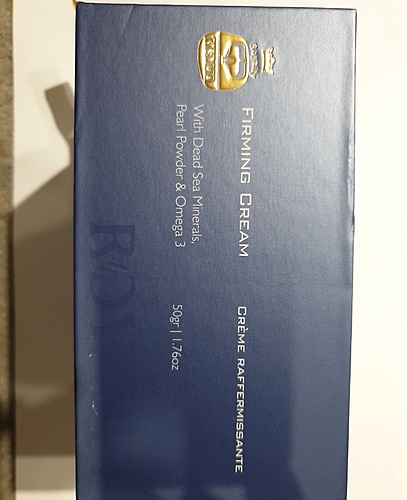 FIRMING CREAM
CRÈME RAFFERMISSANTE
With Dead Sea Minerals,
Pearl Powder & Omega 3
50gr | 1.76oz